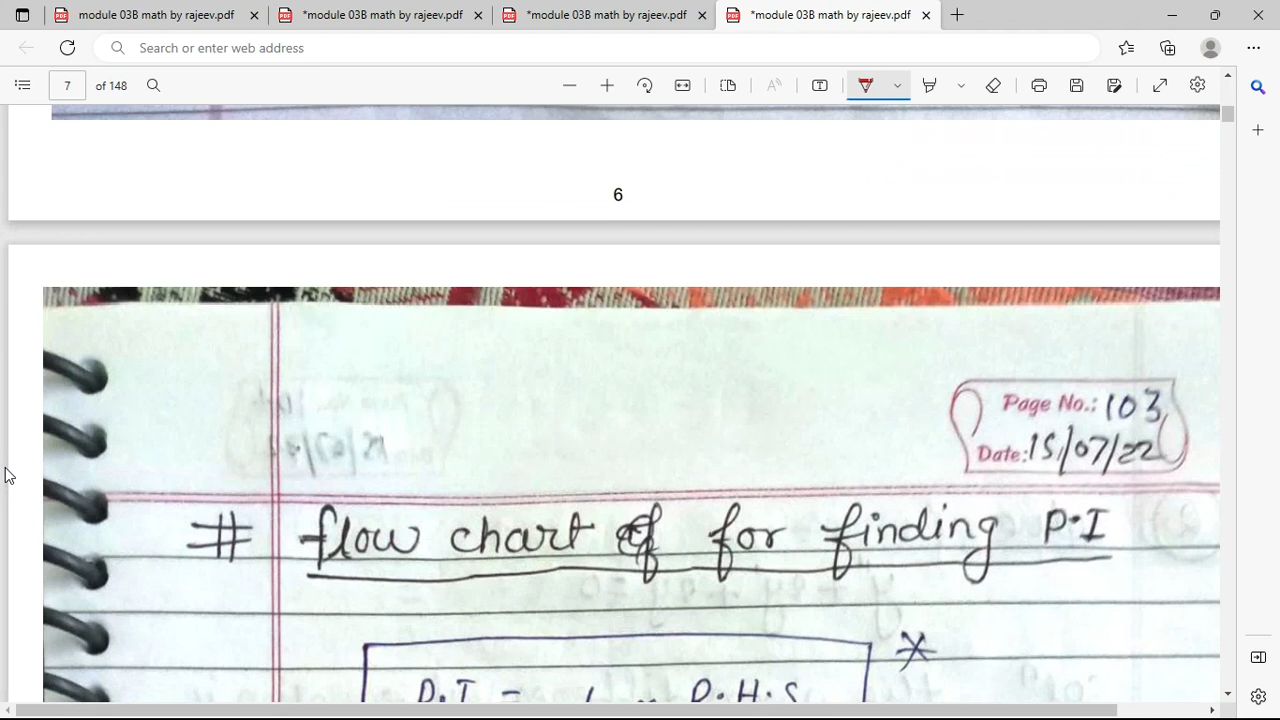 module 03B math by rajeev.pdf
*module 03B math by rajeev.pdf
*module 03B math by rajeev.pdf
*module 03B math by rajeev.pdf
Search or enter web address
7 of 148
6
Page No.: 103
Date: 15/07/22
# flow chart of for finding P.I
P.I = R.H.S